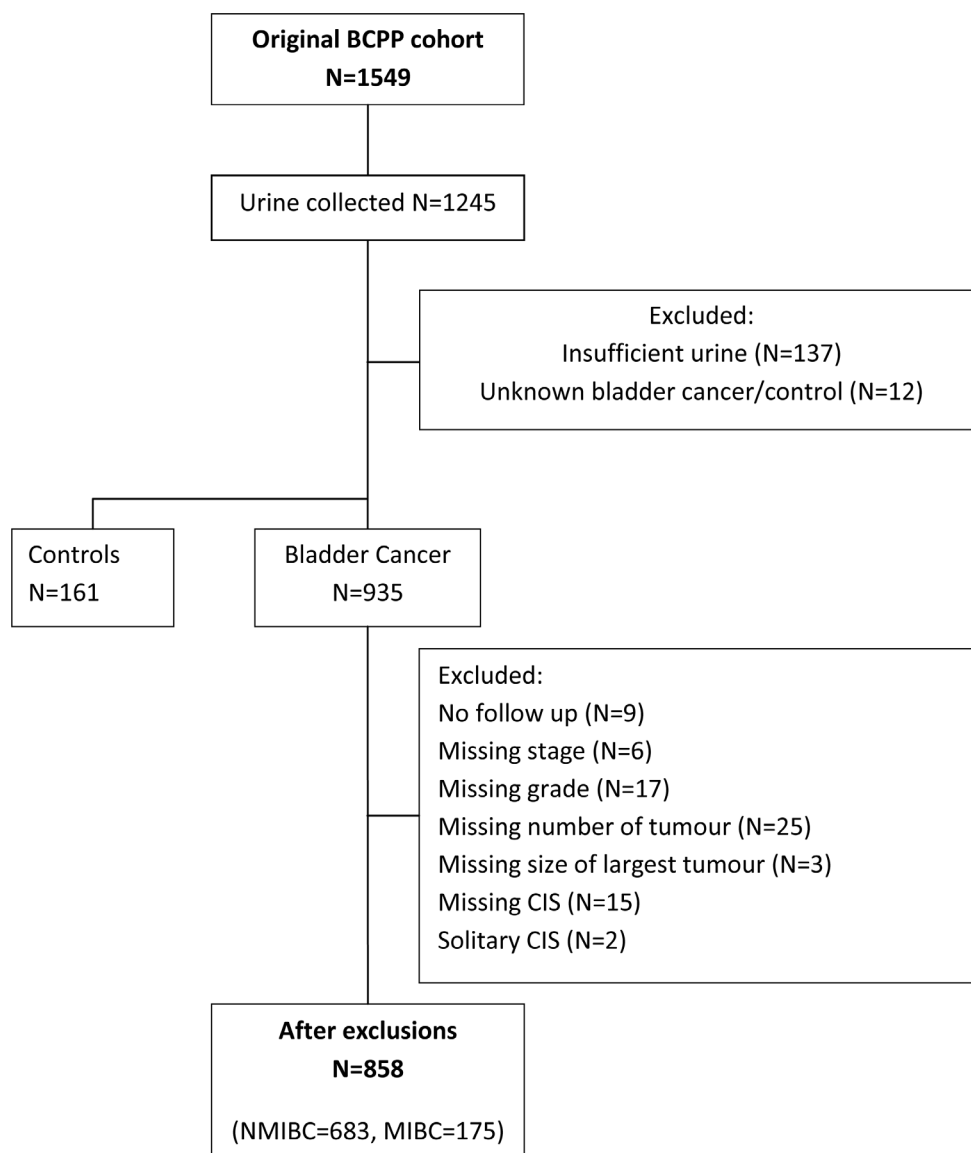 Original BCPP cohort
N=1549
Urine collected N=1245
Excluded:
Insufficient urine (N=137)
Unknown bladder cancer/control (N=12)
Controls
N=161
Bladder Cancer
N=935
Excluded:
No follow up (N=9)
Missing stage (N=6)
Missing grade (N=17)
Missing number of tumour (N=25)
Missing size of largest tumour (N=3)
Missing CIS (N=15)
Solitary CIS (N=2)
After exclusions
N=858
(NMIBC=683, MIBC=175)